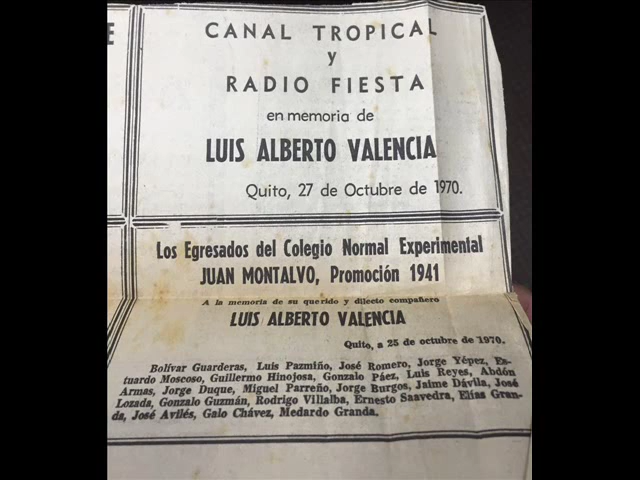 E
CANAL TROPICAL
y
RADIO FIESTA
en memoria de
LUIS ALBERTO VALENCIA
Quito, 27 de Octubre de 1970.
Los Egresados del Colegio Normal Experimental
JUAN MONTALVO, Promoción 1941
A la memoria de su querido y dilecto compañero
LUIS ALBERTO VALENCIA
Quito, a 25 de octubre de 1970.
Bolívar Guarderas, Luis Pazmiño, José Romero, Jorge Yépez, Es-
tuardo Moscoso, Guillermo Hinojosa, Gonzalo Páez, Luis Reyes, Abdón
Armas, Jorge Duque, Miguel Parreño, Jorge Burgos, Jaime Dávila, José
Lozada, Gonzalo Guzmán, Rodrigo Villalba, Ernesto Saavedra, Elías Gran-
da, José Avilés, Galo Chávez, Medardo Granda.